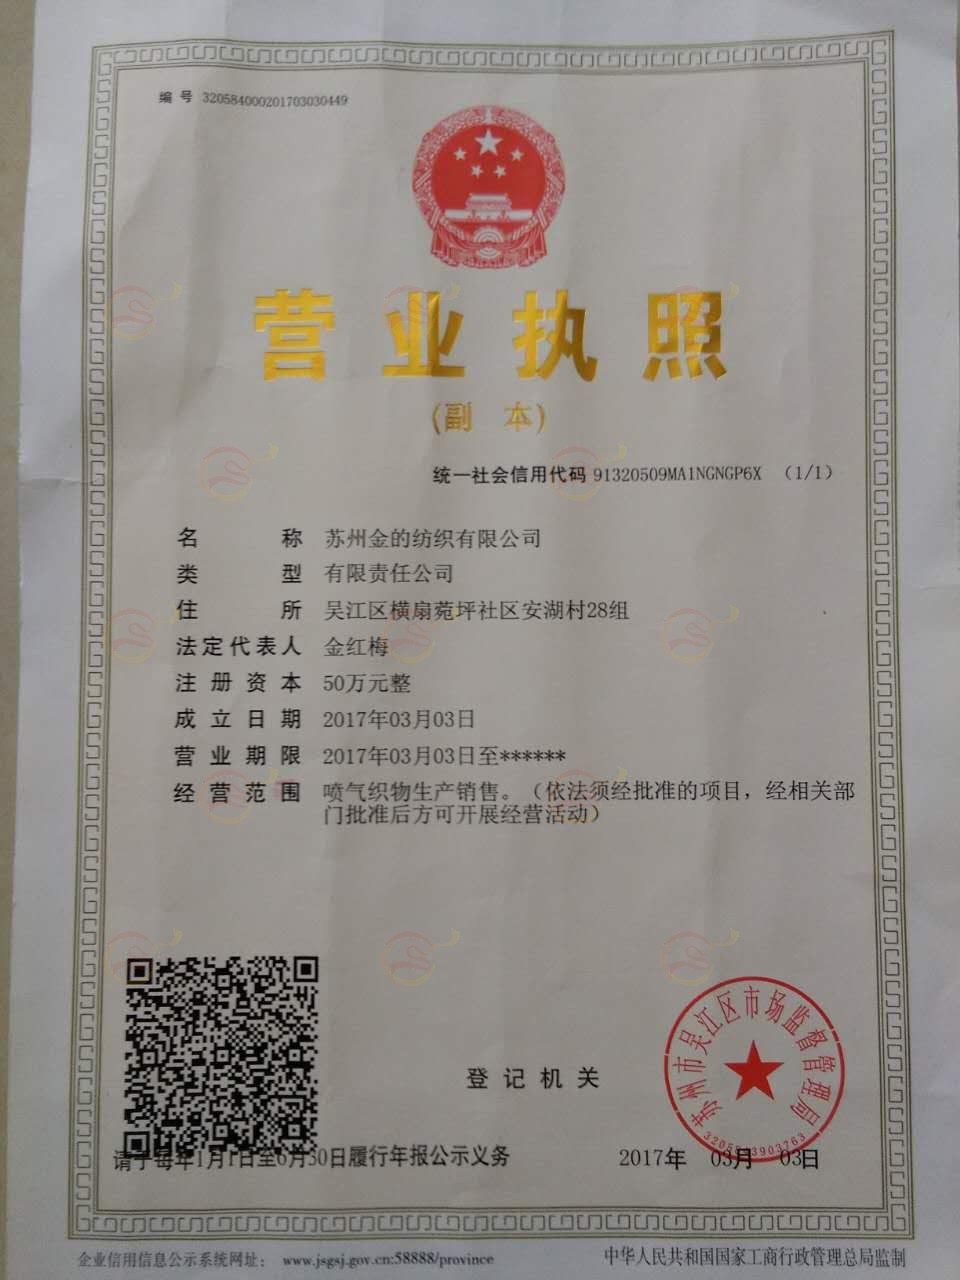 编 号 320584000201703030449
营业执照
(副 本)
统一社会信用代码 91320509MA1NGNGP6X (1/1)
名 称 苏州金的纺织有限公司
类 型 有限责任公司
住 所 吴江区横扇菀坪社区安湖村28组
法定代表人 金红梅
注册资本 50万元整
成立日期 2017年03月03日
营业期限 2017年03月03日至******
经营范围 喷气织物生产销售。（依法须经批准的项目，经相关部
门批准后方可开展经营活动）
登记机关
苏州市吴江区市场监督管理局
请于每年1月1日至6月30日履行年报公示义务
2017年 03月 03日
企业信用信息公示系统网址： www.jsgsj.gov.cn:58888/province
中华人民共和国国家工商行政管理总局监制